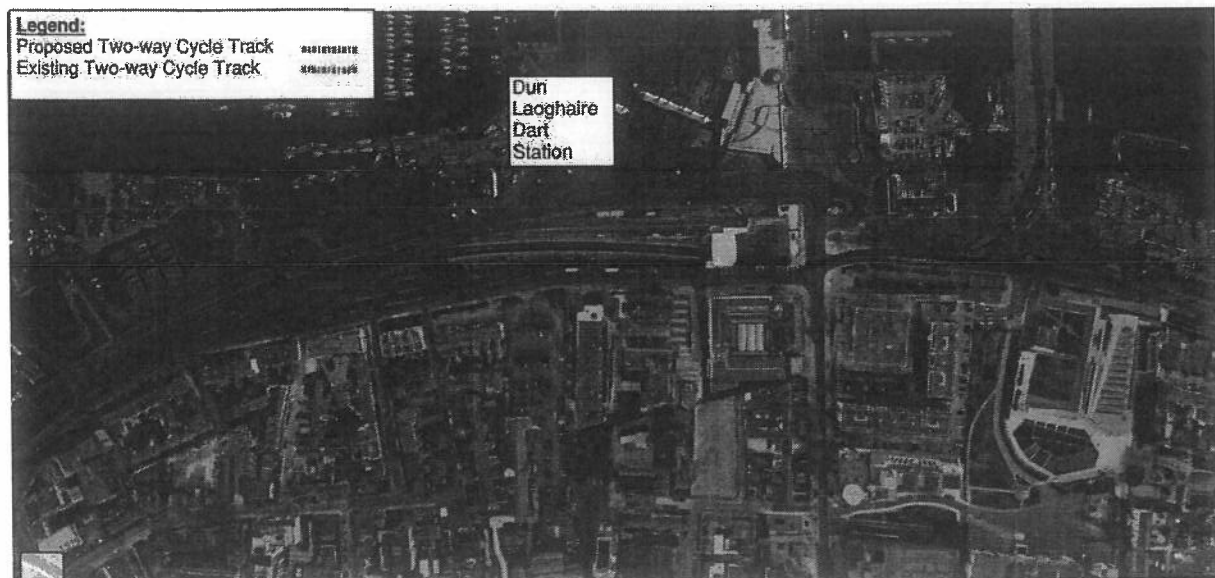 Legend:
Proposed Two-way Cycle Track
Existing Two-way Cycle Track
Dun
Laoghaire
Dart
Station